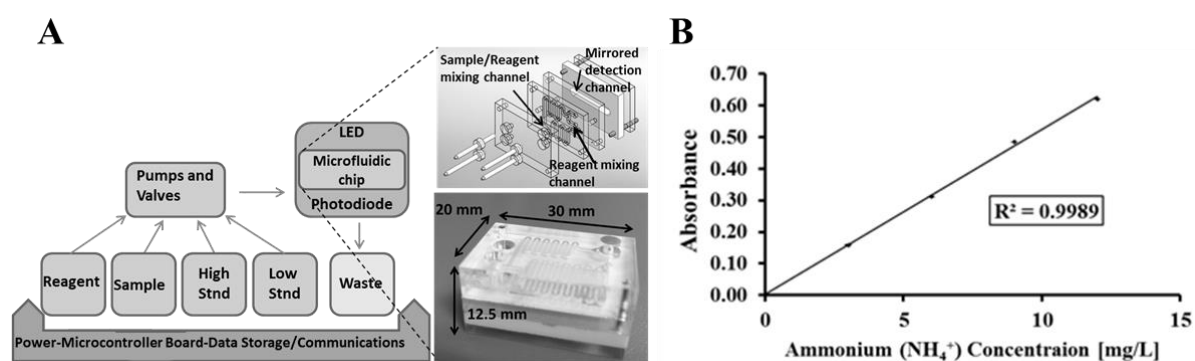 A
LED
Microfluidic
chip
Photodiode
Pumps and
Valves
Reagent
Sample
High
Stnd
Low
Stnd
Waste
Power-Microcontroller Board-Data Storage/Communications
Sample/Reagent
mixing channel
Mirrored
detection
channel
Reagent mixing
channel
20 mm
30 mm
12.5 mm
B
Absorbance
0.70
0.60
0.50
0.40
0.30
0.20
0.10
0.00
R² = 0.9989
0
5
10
15
Ammonium (NH₄⁺) Concentraion [mg/L]